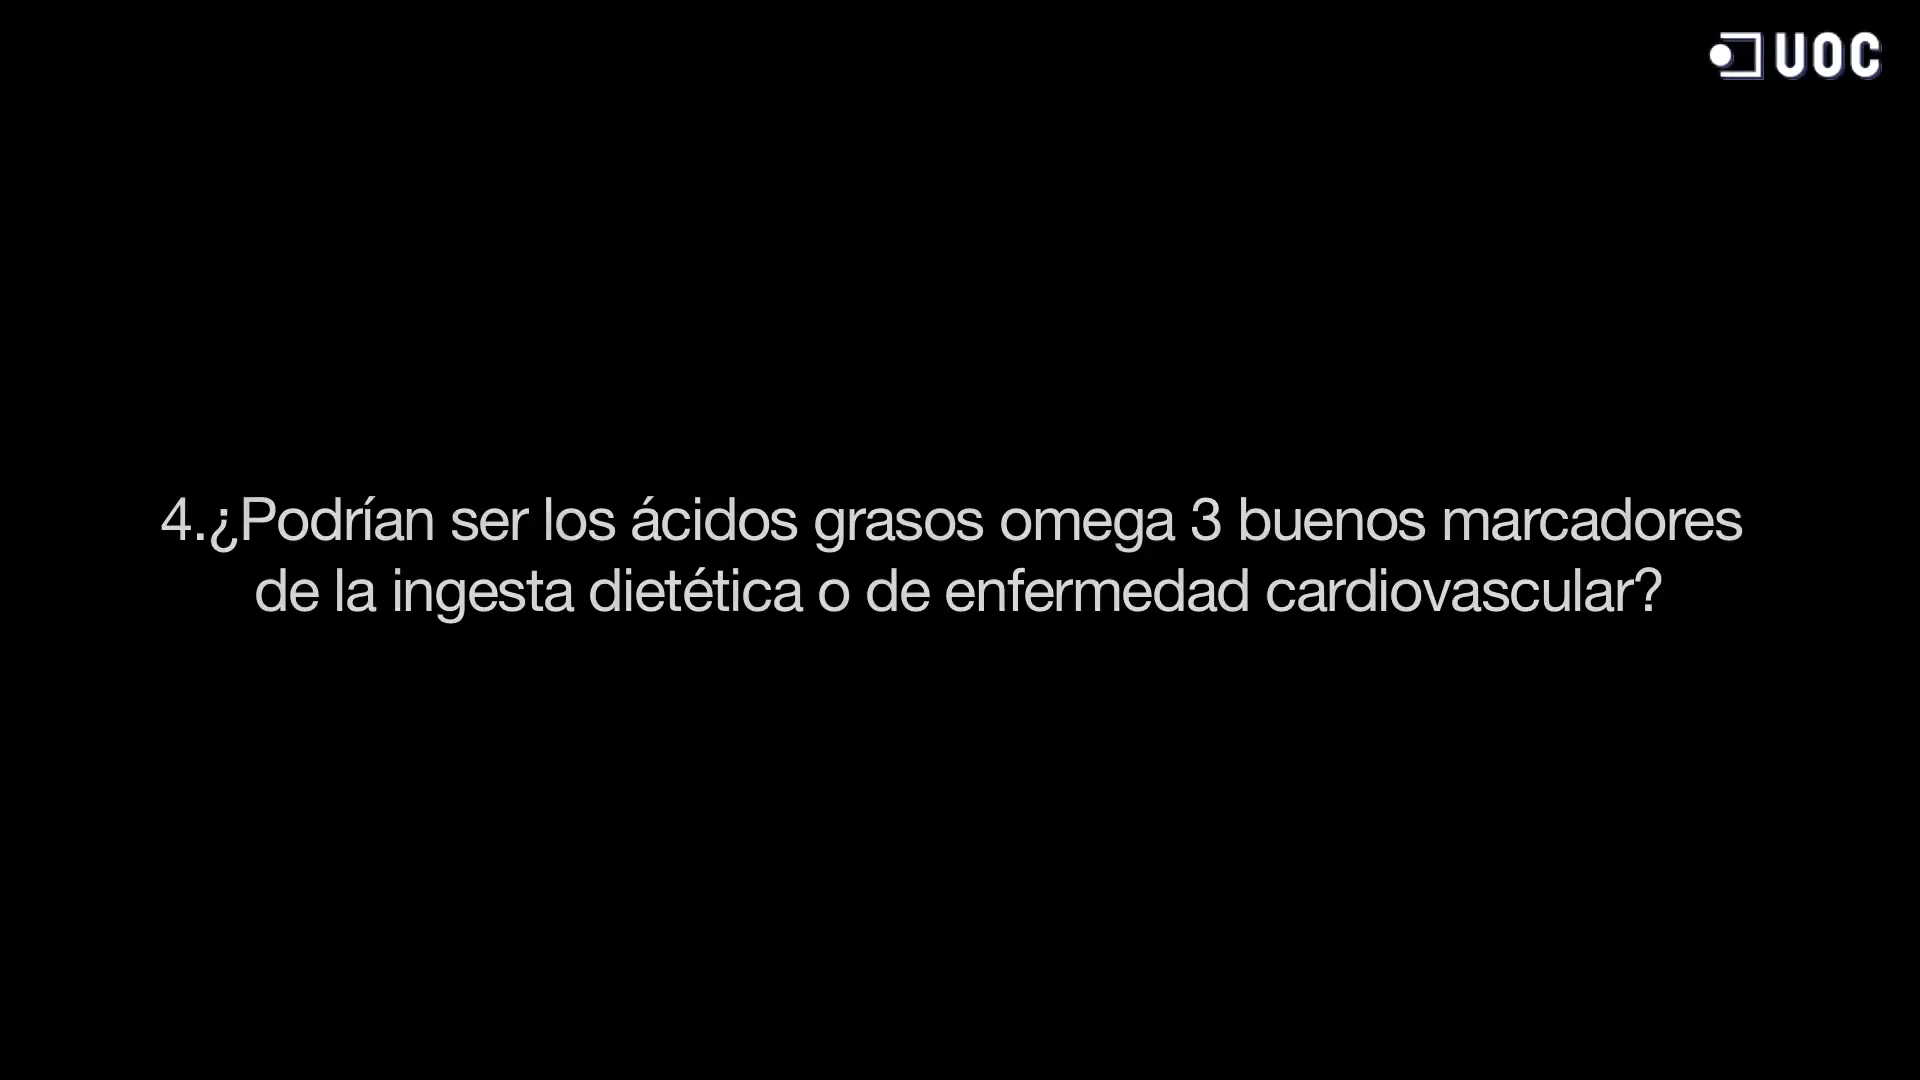 UOC
4.¿Podrían ser los ácidos grasos omega 3 buenos marcadores
de la ingesta dietética o de enfermedad cardiovascular?